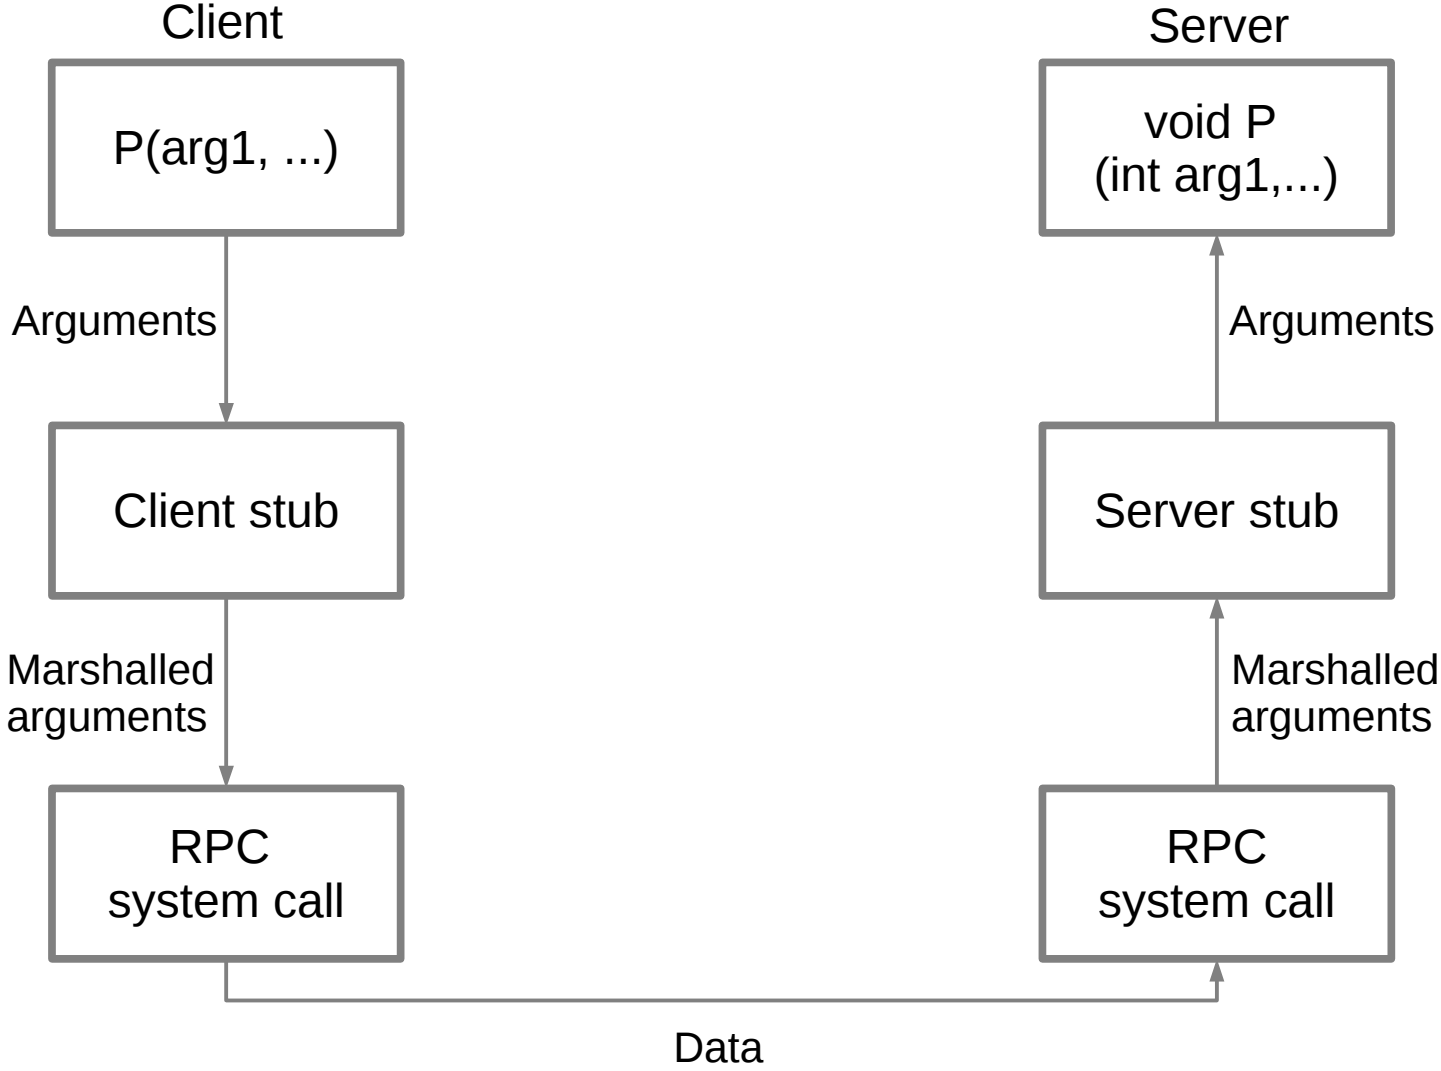 Client
P(arg1, ...)
Arguments
Client stub
Marshalled
arguments
RPC
system call
Data
Server
void P
(int arg1,...)
Arguments
Server stub
Marshalled
arguments
RPC
system call